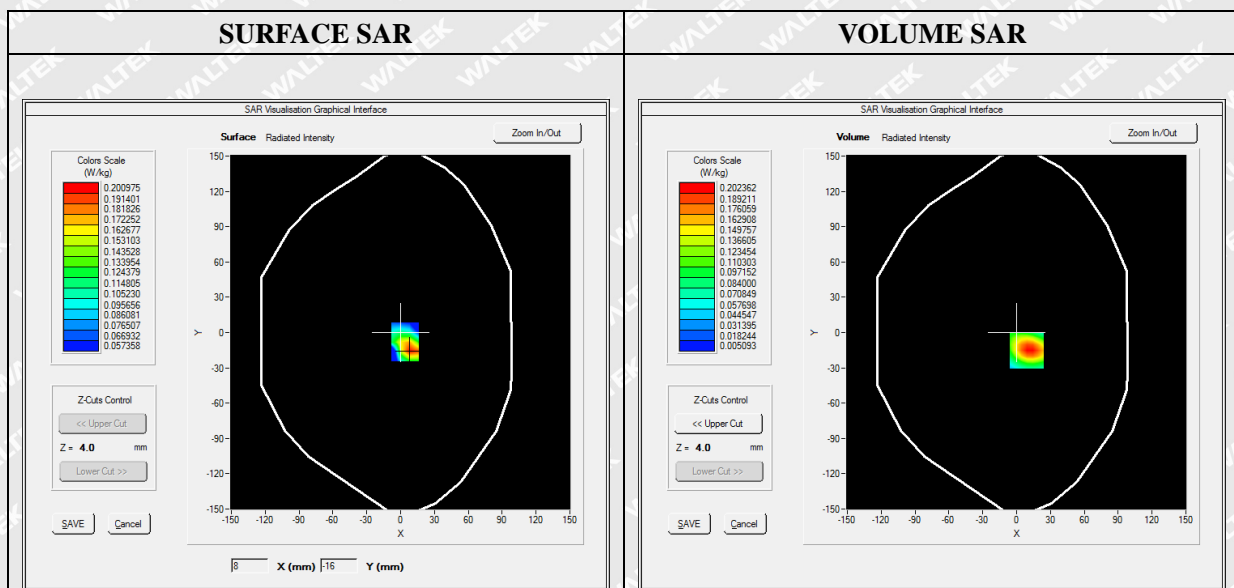 SURFACE SAR
VOLUME SAR
SAR Visualisation Graphical Interface
Surface Radiated Intensity
Zoom In/Out
Colors Scale
(W/kg)
0.200975
0.191401
0.181826
0.172252
0.162677
0.153103
0.143528
0.133954
0.124379
0.114805
0.105230
0.095656
0.086081
0.076507
0.066932
0.057358
Z-Cuts Control
<< Upper Cut
Z = 4.0 mm
Lower Cut >>
SAVE Cancel
150
120
90
60
30
0
-30
-60
-90
-120
-150
Y
-150 -120 -90 -60 -30 0 30 60 90 120 150
X
8 X (mm) -16 Y (mm)
SAR Visualisation Graphical Interface
Volume Radiated Intensity
Zoom In/Out
Colors Scale
(W/kg)
0.202362
0.189211
0.176059
0.162908
0.149757
0.136605
0.123454
0.110303
0.097152
0.084000
0.070849
0.057698
0.044547
0.031395
0.018244
0.005093
Z-Cuts Control
<< Upper Cut
Z = 4.0 mm
Lower Cut >>
SAVE Cancel
150
120
90
60
30
0
-30
-60
-90
-120
-150
Y
-150 -120 -90 -60 -30 0 30 60 90 120 150
X
WALTEK